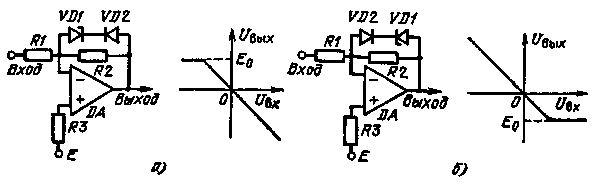 VD1 VD2
R1
Вход
R2
−
+
DA
Выход
R3
E
Uвых
E0
0
Uвх
а)
VD2 VD1
R1
Вход
R2
−
+
DA
Выход
R3
E
Uвых
0
Uвх
E0
б)